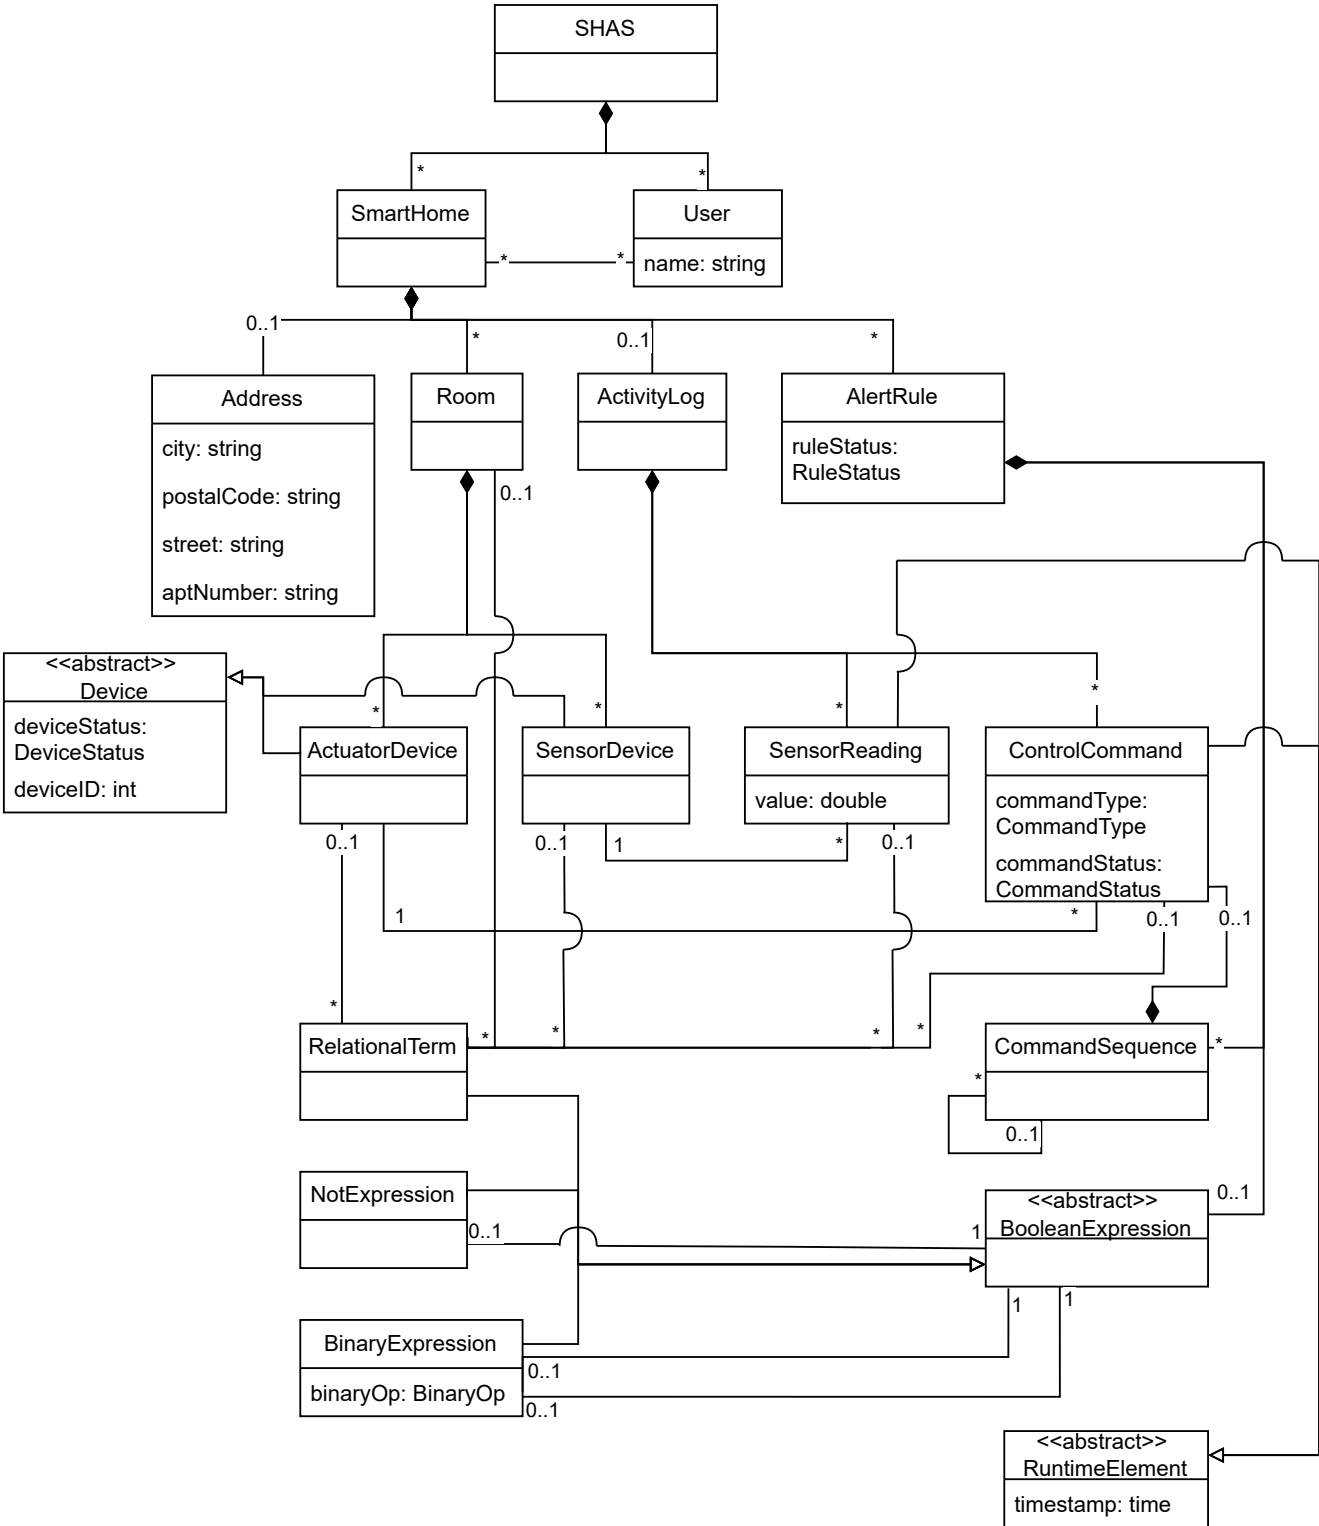 SHAS
*
*
SmartHome
User
*
*
name: string
0..1
*
0..1
*
Address
Room
ActivityLog
AlertRule
city: string
postalCode: string
street: string
aptNumber: string
ruleStatus:
RuleStatus
0..1
<<abstract>>
Device
deviceStatus:
DeviceStatus
deviceID: int
*
*
*
*
ActuatorDevice
SensorDevice
SensorReading
value: double
ControlCommand
commandType:
CommandType
commandStatus:
CommandStatus
0..1
0..1
1
*
0..1
1
*
0..1
0..1
*
*
*
*
*
RelationalTerm
CommandSequence
*
*
0..1
NotExpression
0..1
1
<<abstract>>
BooleanExpression
0..1
1
1
BinaryExpression
binaryOp: BinaryOp
0..1
0..1
<<abstract>>
RuntimeElement
timestamp: time